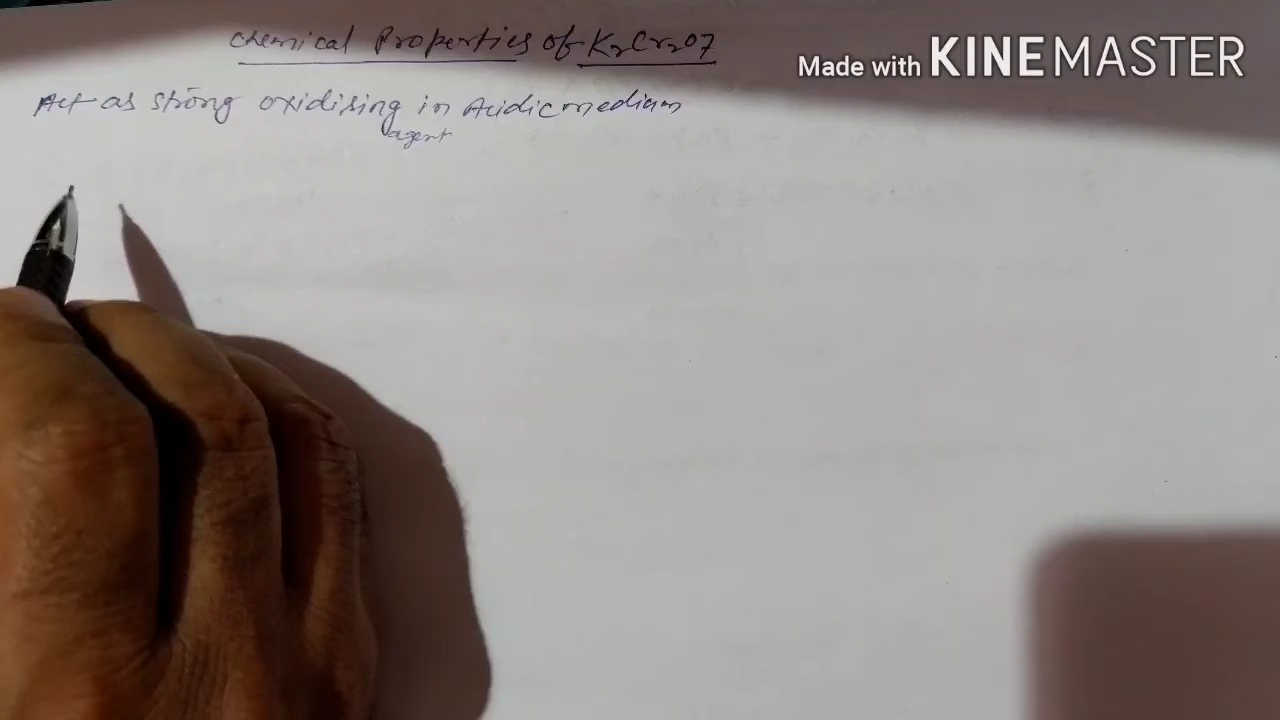 Chemical Properties of K2Cr2O7
Made with KINEMASTER
Act as strong oxidising in Acidic medium
agent